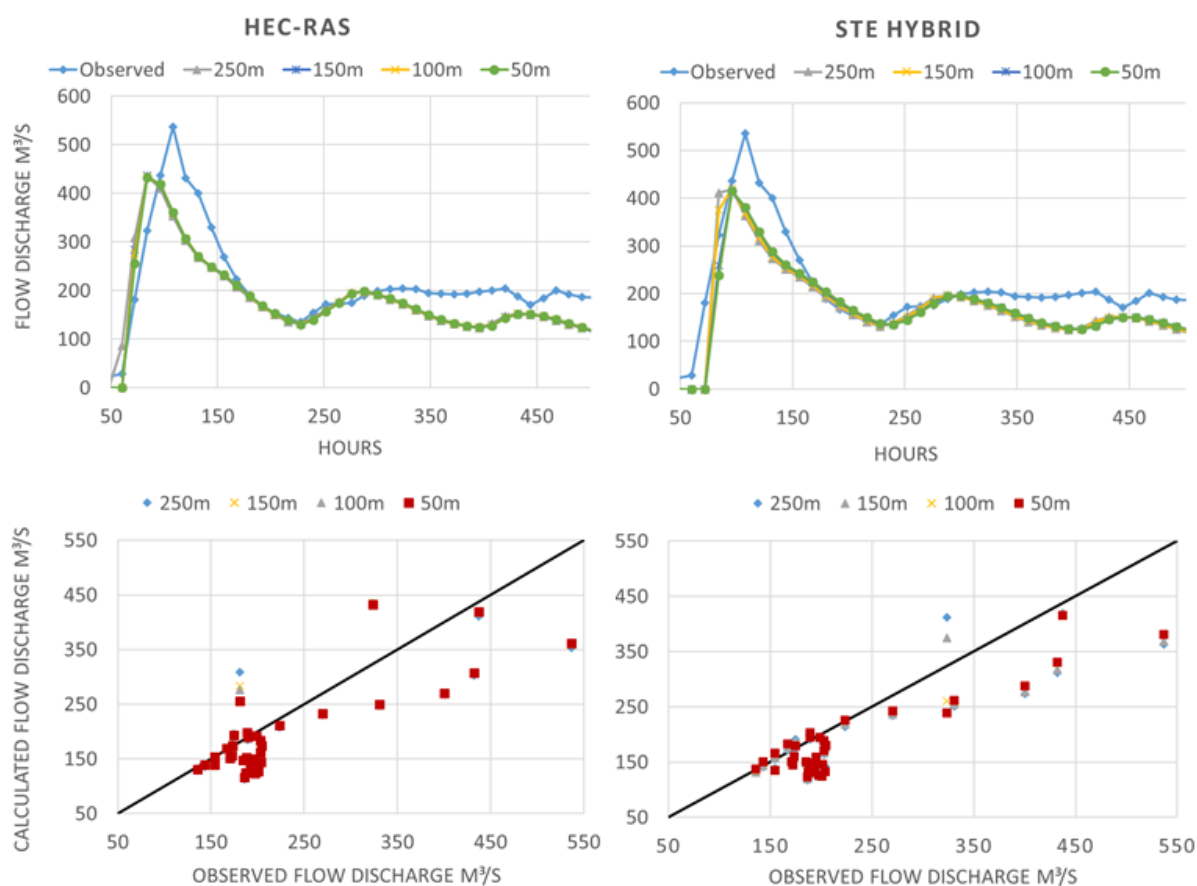 HEC-RAS
Observed 250m 150m 100m 50m
FLOW DISCHARGE M³/S
600
500
400
300
200
100
0
50 150 250 350 450
HOURS
STE HYBRID
Observed 250m 150m 100m 50m
600
500
400
300
200
100
0
50 150 250 350 450
HOURS
250m 150m 100m 50m
CALCULATED FLOW DISCHARGE M³/S
550
450
350
250
150
50
50 150 250 350 450 550
OBSERVED FLOW DISCHARGE M³/S
250m 150m 100m 50m
550
450
350
250
150
50
50 150 250 350 450 550
OBSERVED FLOW DISCHARGE M³/S